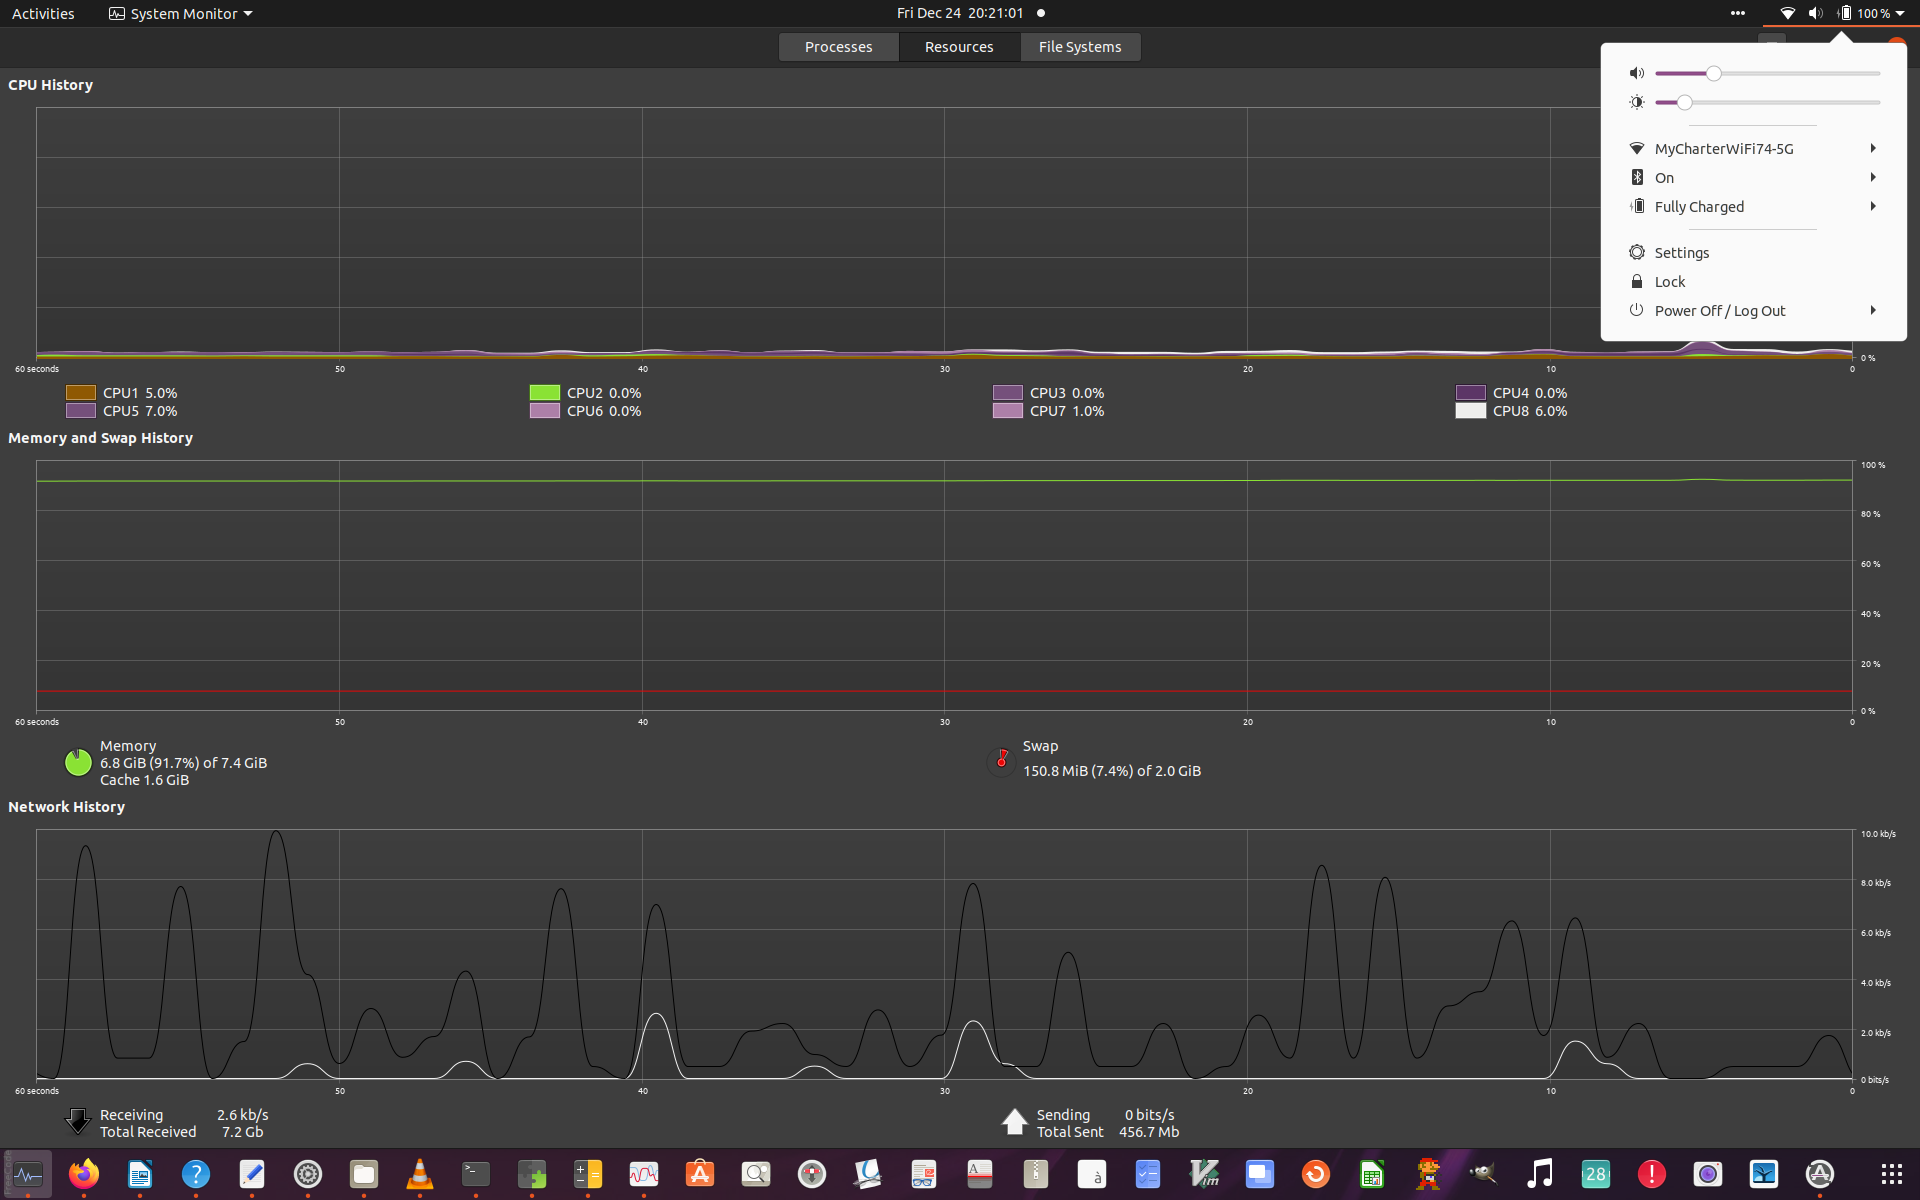 Activities
System Monitor
Fri Dec 24 20:21:01
100 %
Processes
Resources
File Systems
MyCharterWiFi74-5G
On
Fully Charged
Settings
Lock
Power Off / Log Out
CPU History
0 %
60 seconds 50 40 30 20 10 0
CPU1 5.0% CPU2 0.0% CPU3 0.0% CPU4 0.0%
CPU5 7.0% CPU6 0.0% CPU7 1.0% CPU8 6.0%
Memory and Swap History
100 %
80 %
60 %
40 %
20 %
0 %
60 seconds 50 40 30 20 10 0
Memory
6.8 GiB (91.7%) of 7.4 GiB
Cache 1.6 GiB
Swap
150.8 MiB (7.4%) of 2.0 GiB
Network History
10.0 kb/s
8.0 kb/s
6.0 kb/s
4.0 kb/s
2.0 kb/s
0 bits/s
60 seconds 50 40 30 20 10 0
Receiving 2.6 kb/s
Total Received 7.2 Gb
Sending 0 bits/s
Total Sent 456.7 Mb
?
>_
A
à
Vim
28
!
A